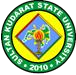 SULTAN KUDARAT STATE UNIVERSITY
• 2010 •